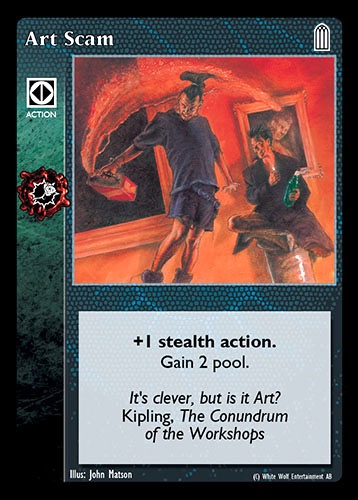 Art Scam
ACTION
+1 stealth action.
Gain 2 pool.
It's clever, but is it Art?
Kipling, The Conundrum
of the Workshops
Illus: John Matson
(C) White Wolf Entertainment AB